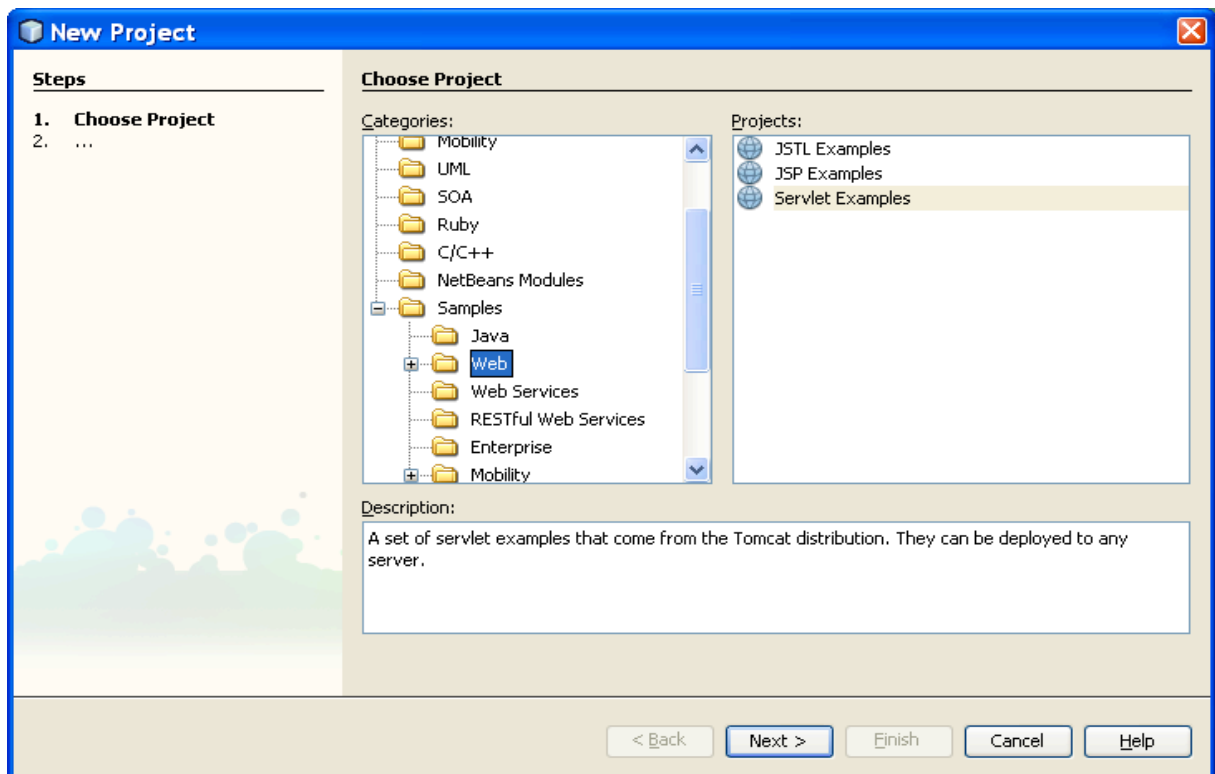 New Project
Steps
1. Choose Project
2. ...
Choose Project
Categories:
Mobility
UML
SOA
Ruby
C/C++
NetBeans Modules
Samples
Java
Web
Web Services
RESTful Web Services
Enterprise
Mobility
Projects:
JSTL Examples
JSP Examples
Servlet Examples
Description:
A set of servlet examples that come from the Tomcat distribution. They can be deployed to any
server.
< Back
Next >
Finish
Cancel
Help